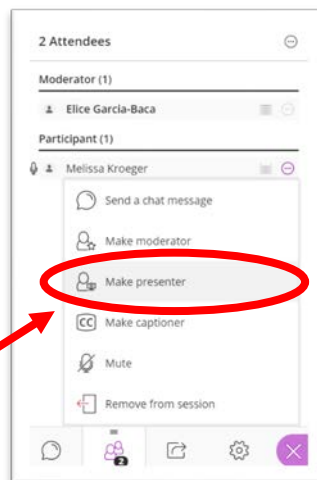 2 Attendees
Moderator (1)
Elice Garcia-Baca
Participant (1)
Melissa Kroeger
Send a chat message
Make moderator
Make presenter
CC Make captioner
Mute
Remove from session
2